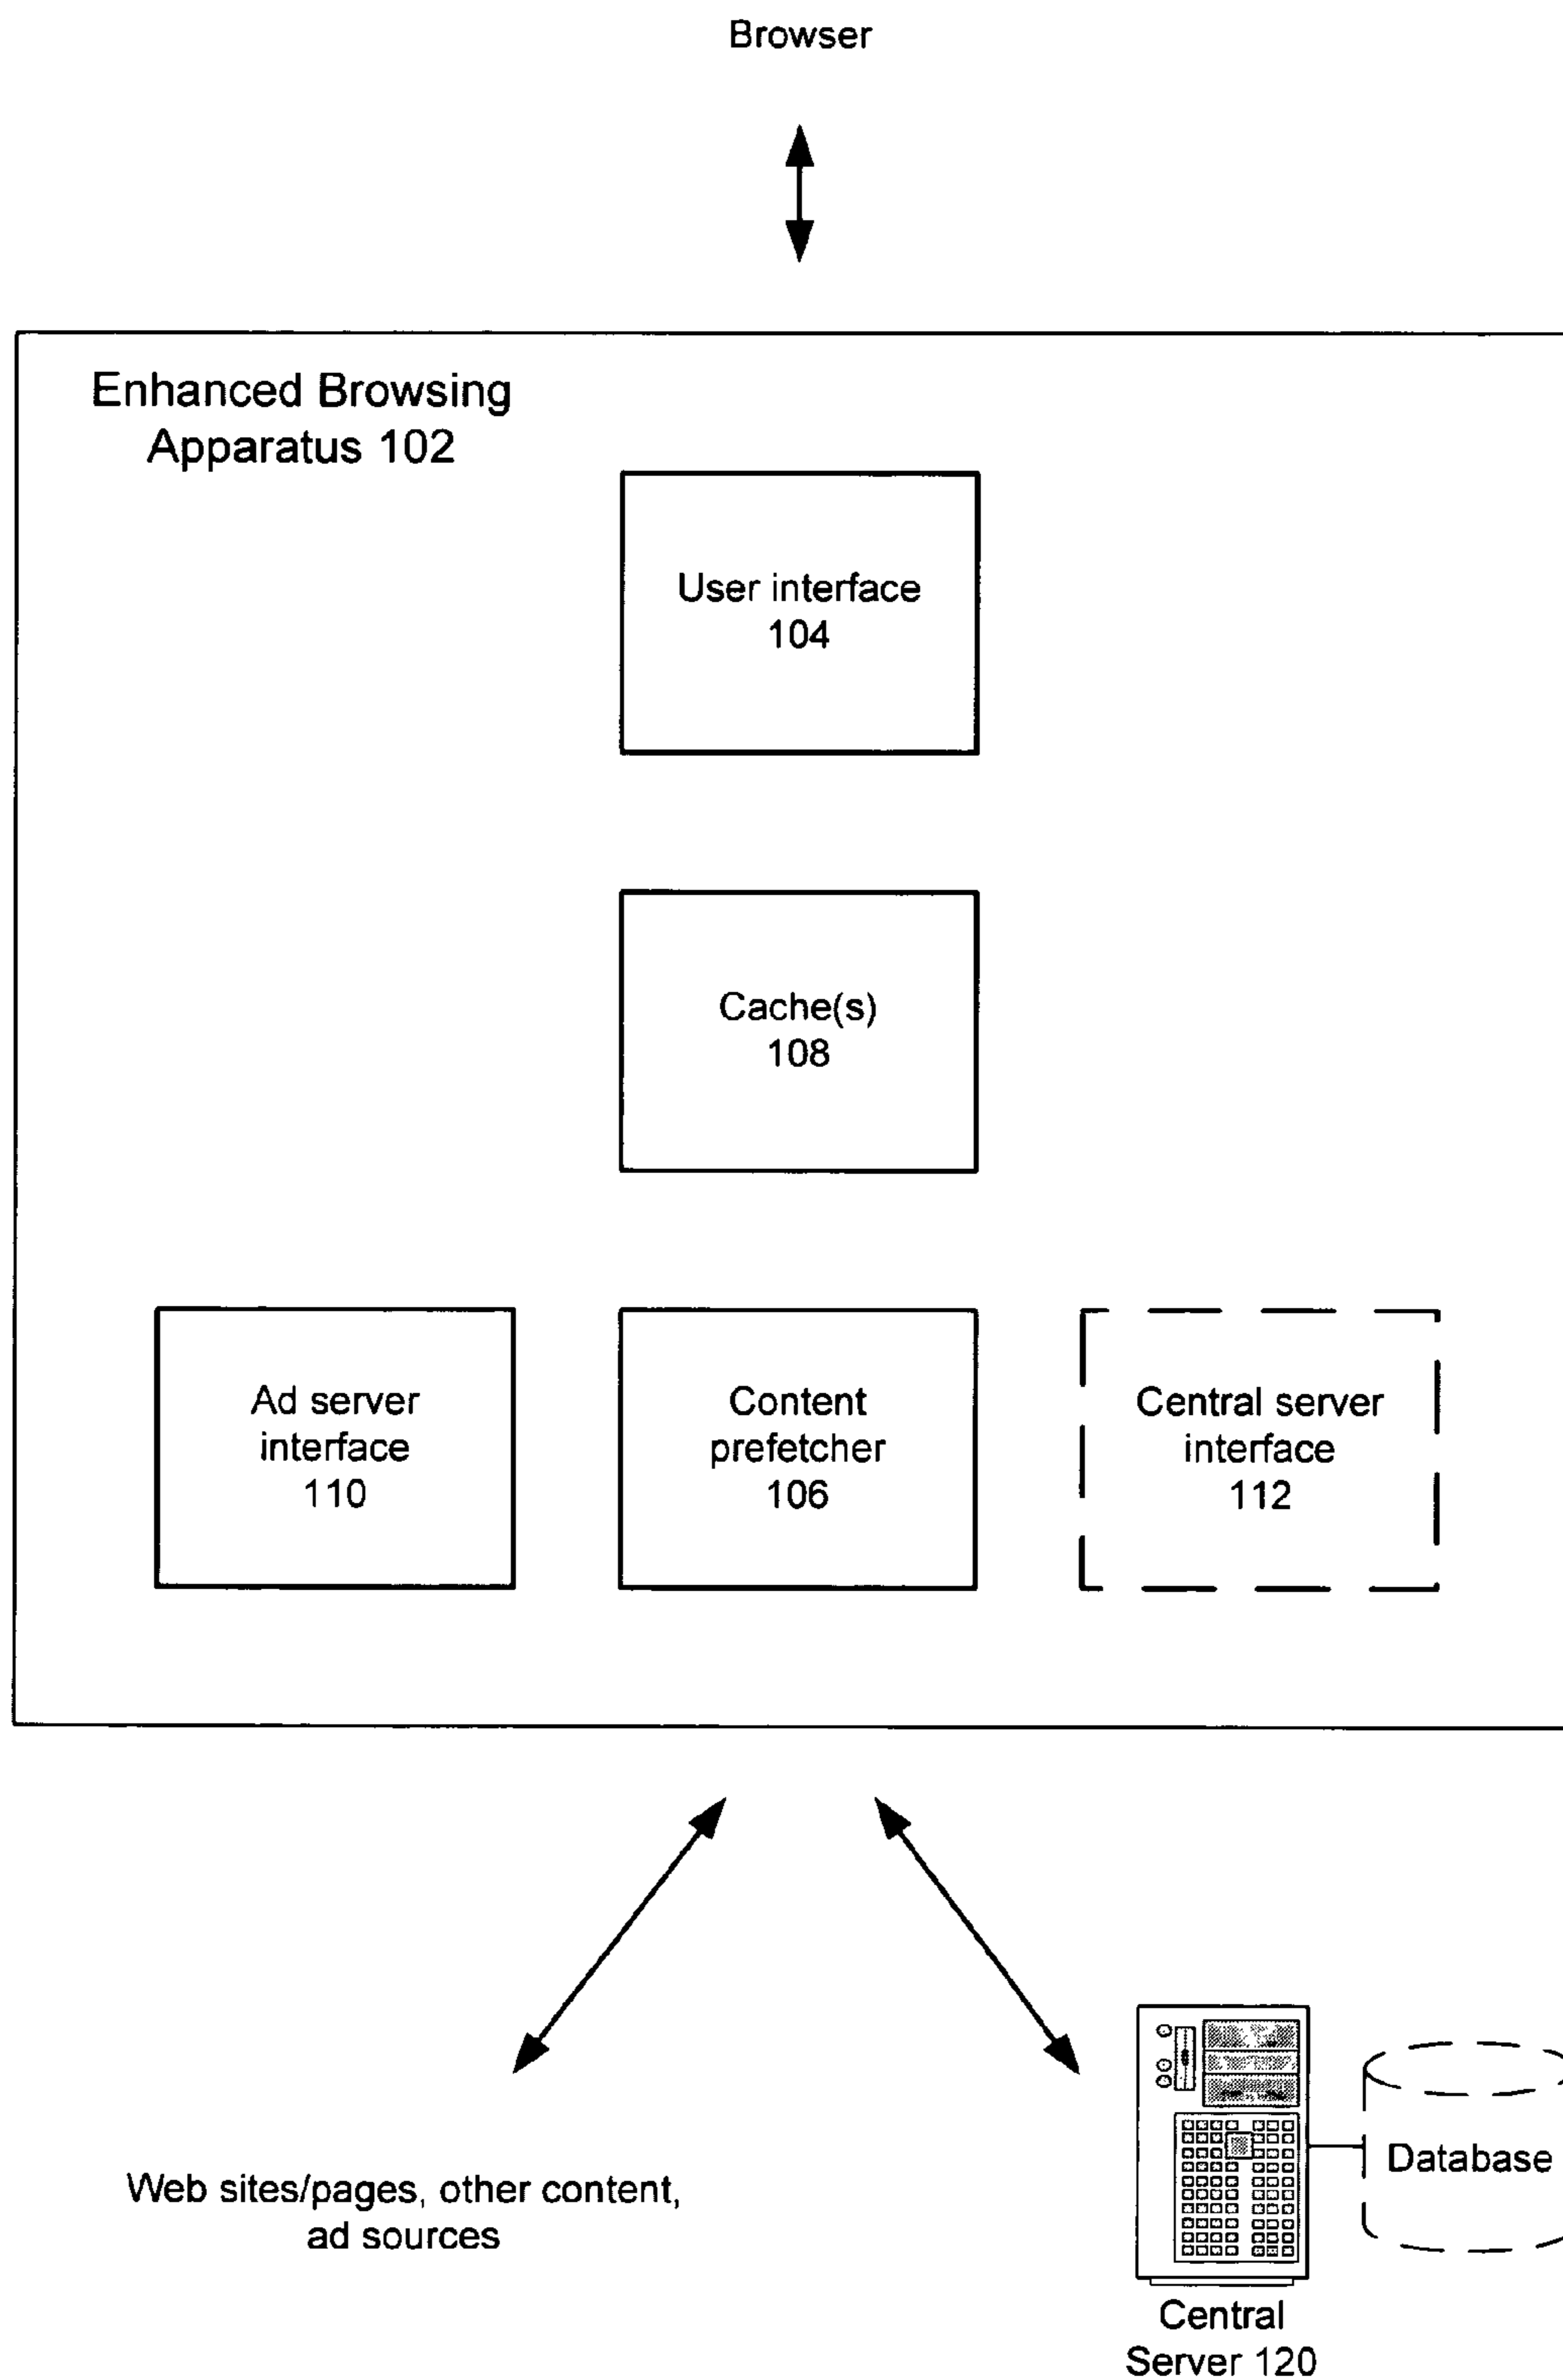 Browser
Enhanced Browsing
Apparatus 102
User interface
104
Cache(s)
108
Ad server
interface
110
Content
prefetcher
106
Central server
interface
112
Web sites/pages, other content,
ad sources
Database
Central
Server 120